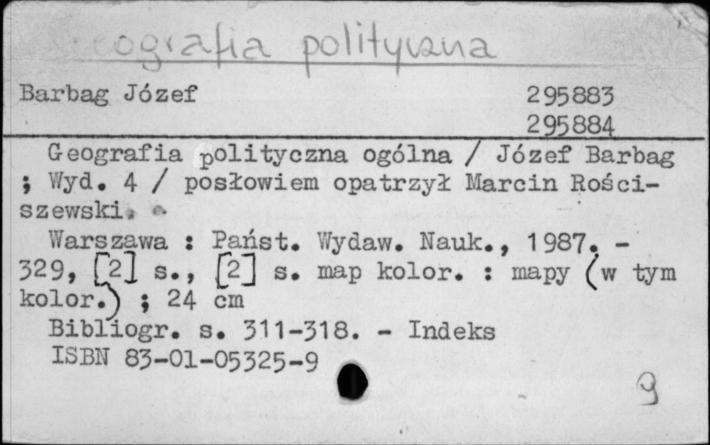 Geografia polityczna
Barbag Józef 295883
295884
Geografia polityczna ogólna / Józef Barbag
; Wyd. 4 / posłowiem opatrzył Marcin Rości-
szewski.
Warszawa : Państ. Wydaw. Nauk., 1987. -
329, [2] s., [2] s. map kolor. : mapy (w tym
kolor.) ; 24 cm
Bibliogr. s. 311-318. - Indeks
ISBN 83-01-05325-9
9